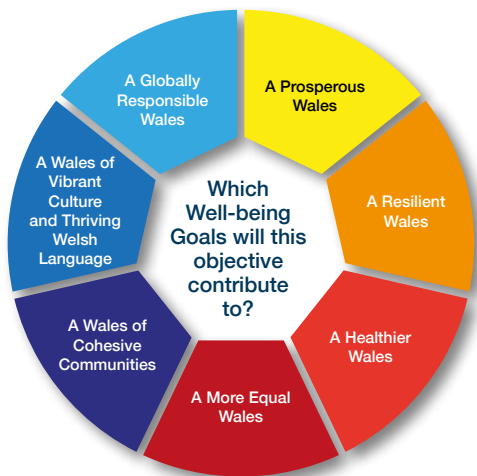 A Globally
Responsible
Wales
A Prosperous
Wales
A Resilient
Wales
A Healthier
Wales
A More Equal
Wales
A Wales of
Cohesive
Communities
A Wales of
Vibrant
Culture
and Thriving
Welsh
Language
Which
Well-being
Goals will this
objective
contribute
to?